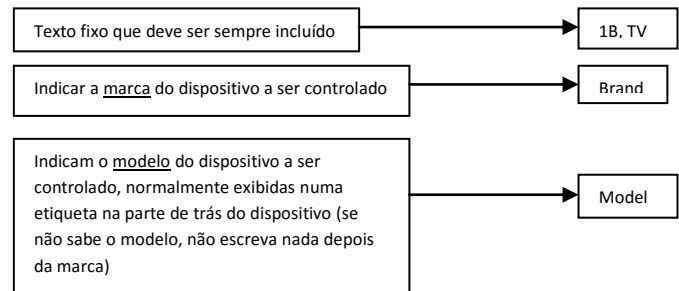 Texto fixo que deve ser sempre incluído
1B, TV
Indicar a marca do dispositivo a ser controlado
Brand
Indicam o modelo do dispositivo a ser
controlado, normalmente exibidas numa
etiqueta na parte de trás do dispositivo (se
não sabe o modelo, não escreva nada depois
da marca)
Model